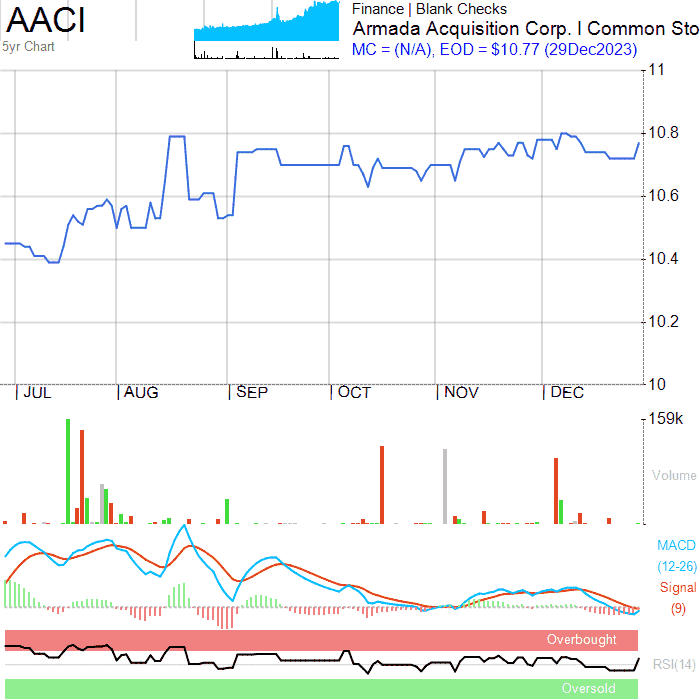 AACI
5yr Chart
Finance | Blank Checks
Armada Acquisition Corp. I Common Sto
MC = (N/A), EOD = $10.77 (29Dec2023)
11
10.8
10.6
10.4
10.2
10
| JUL | AUG | SEP | OCT | NOV | DEC
159k
Volume
MACD
(12-26)
Signal
(9)
Overbought
RSI(14)
Oversold